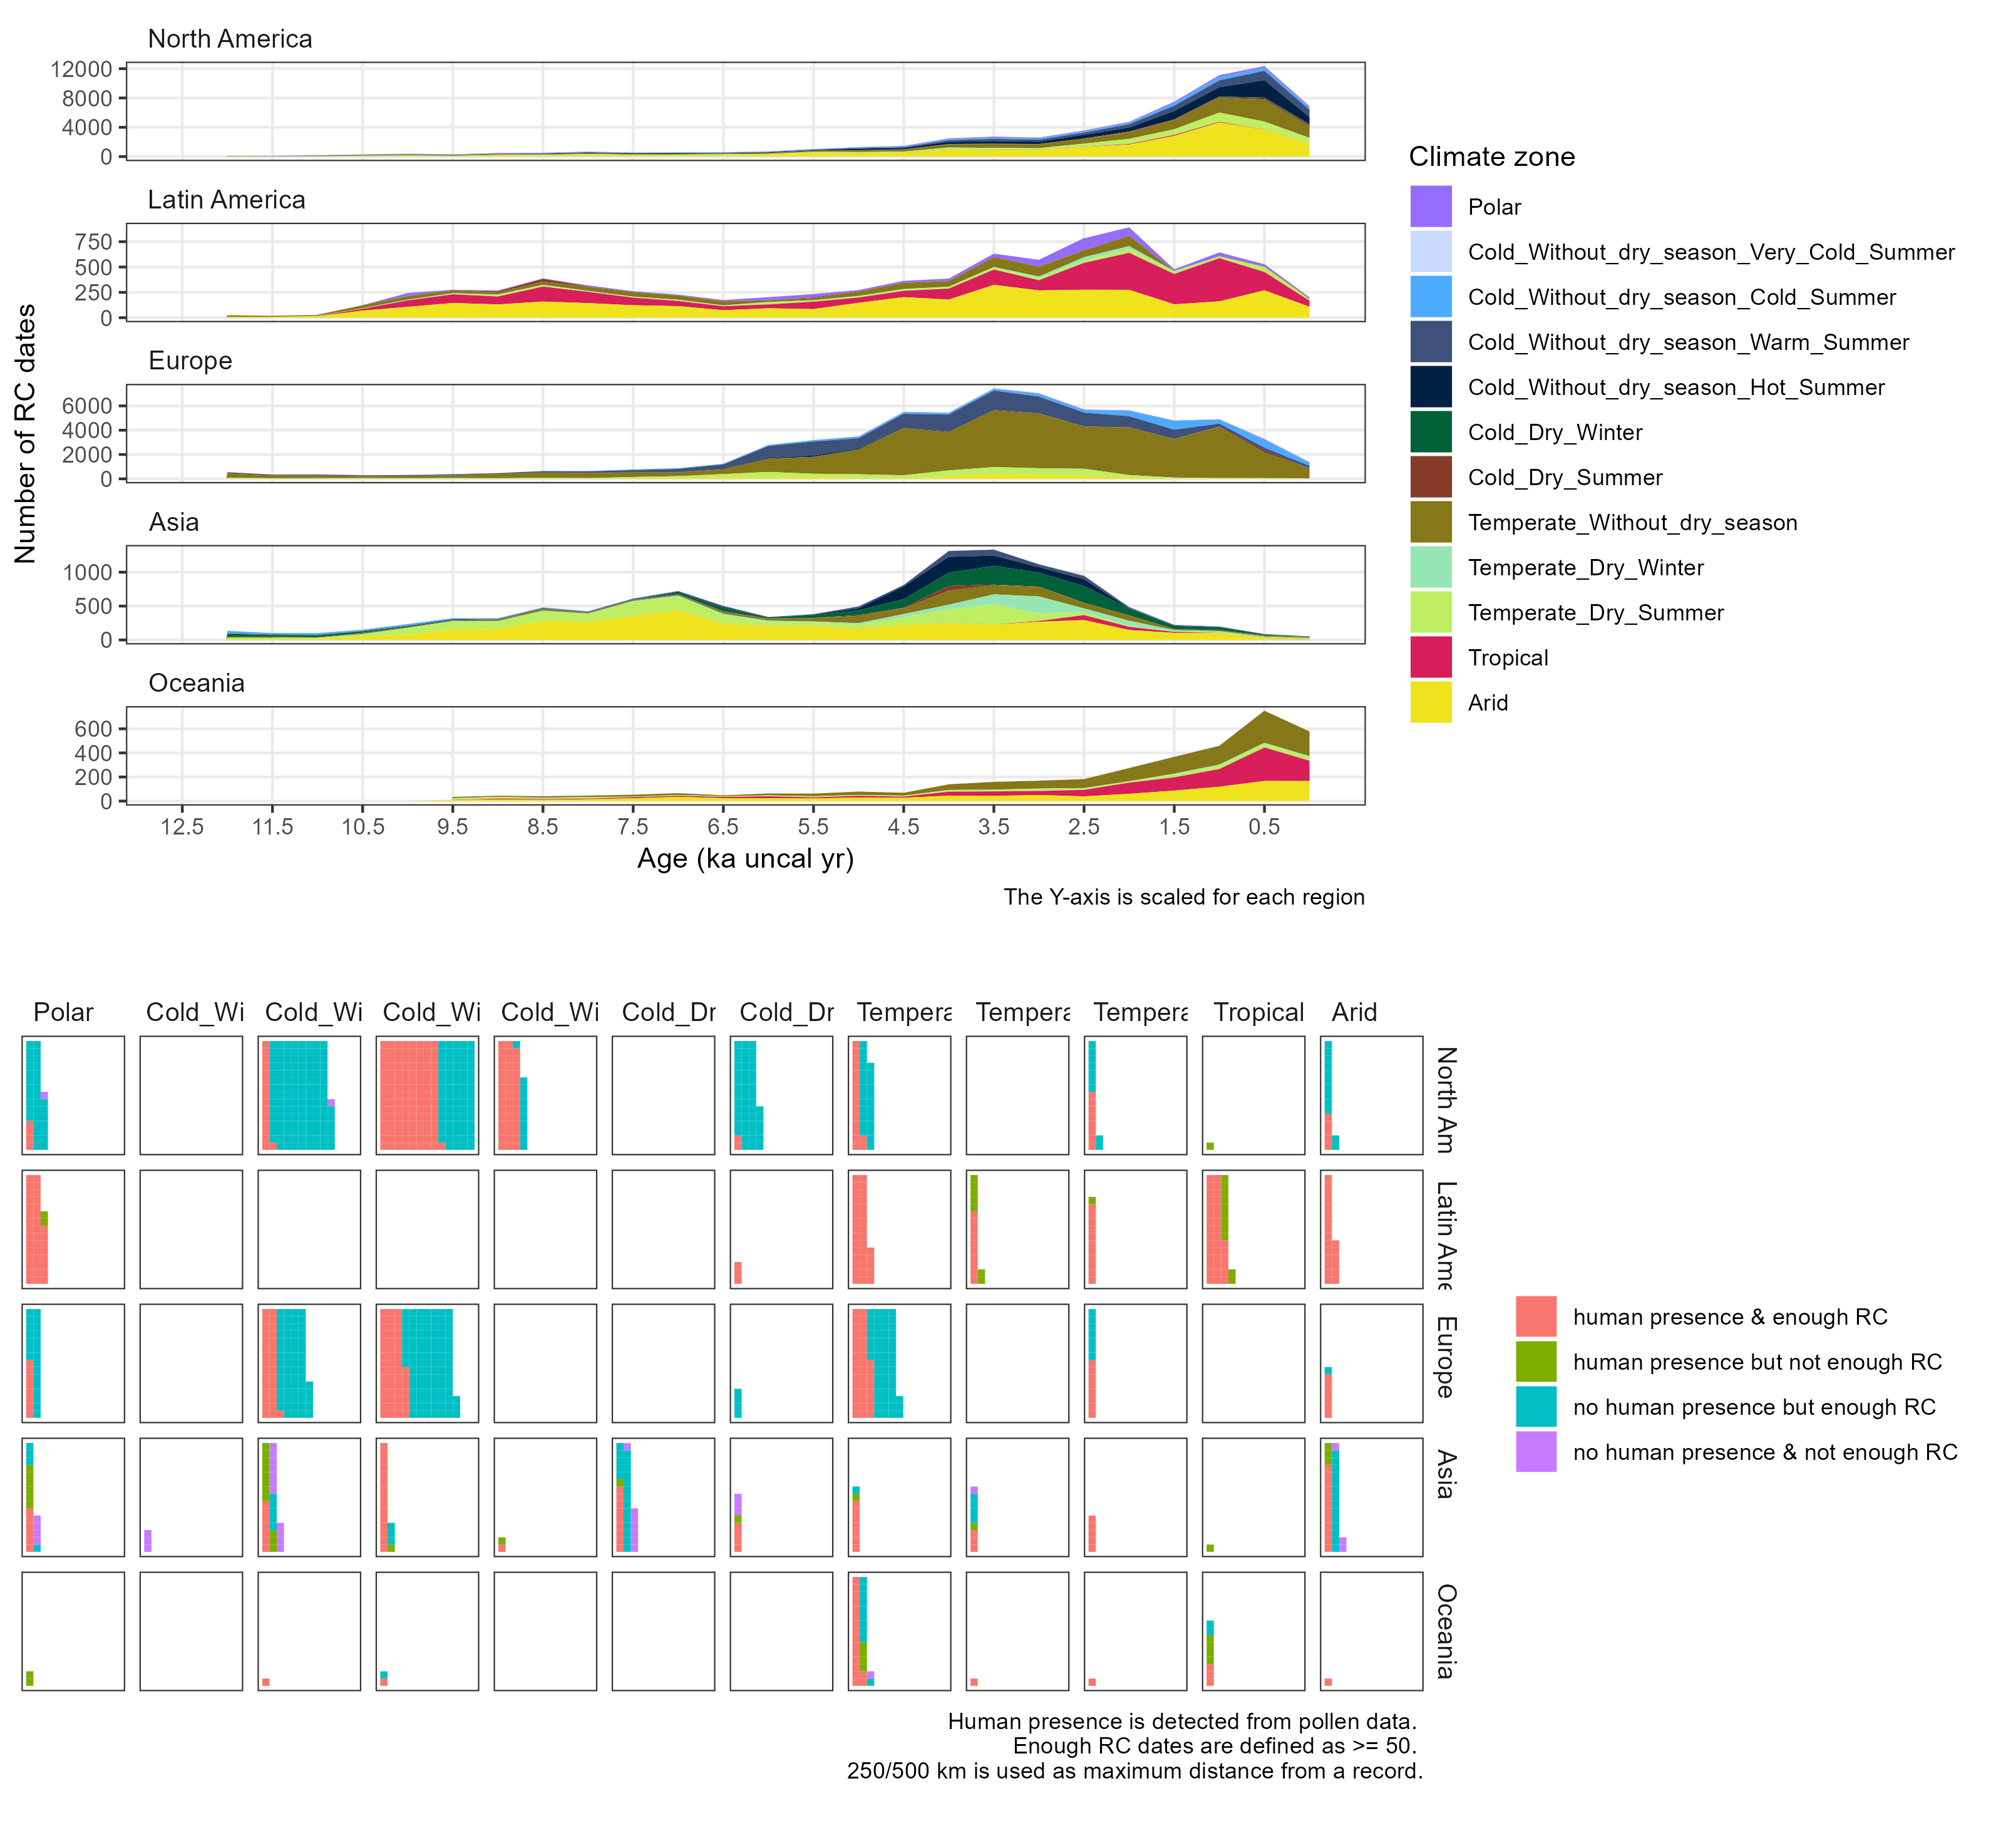 North America
12000
8000
4000
0
Latin America
750
500
250
0
Europe
6000
4000
2000
0
Asia
1000
500
0
Oceania
600
400
200
0
Number of RC dates
12.5 11.5 10.5 9.5 8.5 7.5 6.5 5.5 4.5 3.5 2.5 1.5 0.5
Age (ka uncal yr)
The Y-axis is scaled for each region
Climate zone
Polar
Cold_Without_dry_season_Very_Cold_Summer
Cold_Without_dry_season_Cold_Summer
Cold_Without_dry_season_Warm_Summer
Cold_Without_dry_season_Hot_Summer
Cold_Dry_Winter
Cold_Dry_Summer
Temperate_Without_dry_season
Temperate_Dry_Winter
Temperate_Dry_Summer
Tropical
Arid
Polar Cold_Wi Cold_Wi Cold_Wi Cold_Wi Cold_Dr Cold_Dr Tempera Tempera Tempera Tropical Arid
North Am
Latin Ame
Europe
Asia
Oceania
human presence & enough RC
human presence but not enough RC
no human presence but enough RC
no human presence & not enough RC
Human presence is detected from pollen data.
Enough RC dates are defined as >= 50.
250/500 km is used as maximum distance from a record.